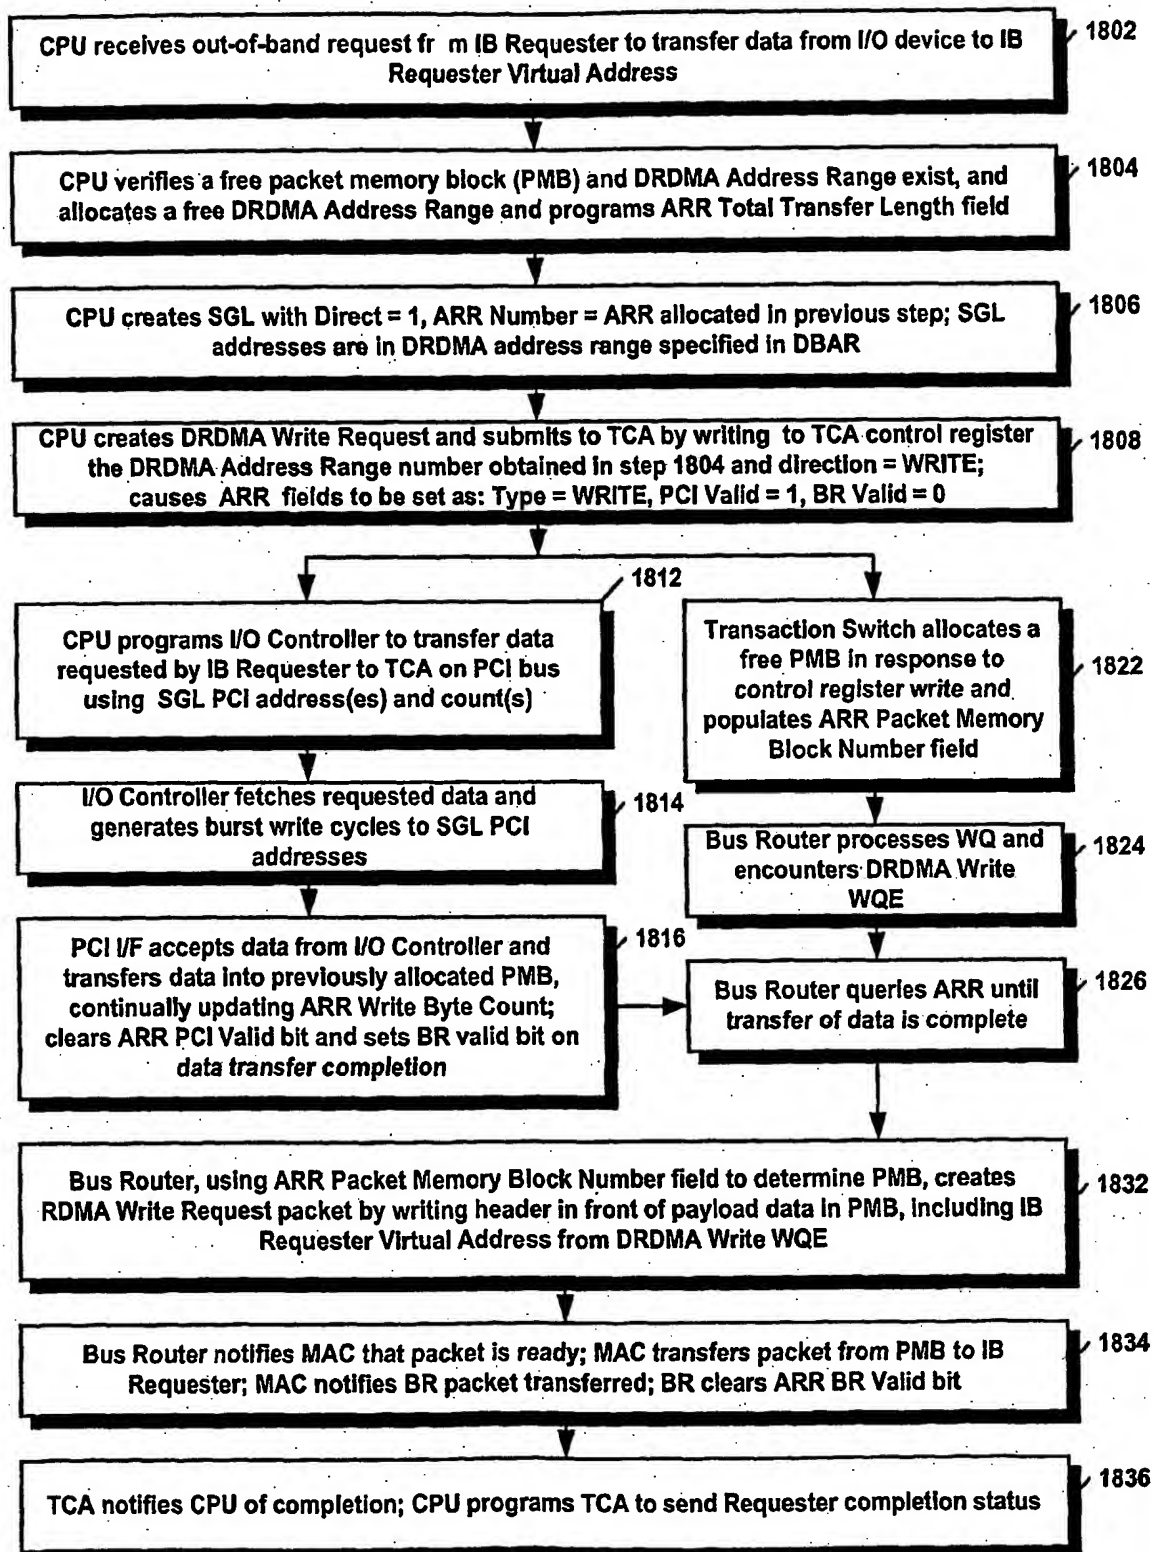 CPU receives out-of-band request fr m IB Requester to transfer data from I/O device to IB
Requester Virtual Address
1802
CPU verifies a free packet memory block (PMB) and DRDMA Address Range exist, and
allocates a free DRDMA Address Range and programs ARR Total Transfer Length field
1804
CPU creates SGL with Direct = 1, ARR Number = ARR allocated in previous step; SGL
addresses are in DRDMA address range specified in DBAR
1806
CPU creates DRDMA Write Request and submits to TCA by writing to TCA control register
the DRDMA Address Range number obtained in step 1804 and direction = WRITE;
causes ARR fields to be set as: Type = WRITE, PCI Valid = 1, BR Valid = 0
1808
1812
CPU programs I/O Controller to transfer data
requested by IB Requester to TCA on PCI bus
using SGL PCI address(es) and count(s)
Transaction Switch allocates a
free PMB in response to
control register write and
populates ARR Packet Memory
Block Number field
1822
I/O Controller fetches requested data and
generates burst write cycles to SGL PCI
addresses
1814
Bus Router processes WQ and
encounters DRDMA Write
WQE
1824
PCI I/F accepts data from I/O Controller and
transfers data into previously allocated PMB,
continually updating ARR Write Byte Count;
clears ARR PCI Valid bit and sets BR valid bit on
data transfer completion
1816
Bus Router queries ARR until
transfer of data is complete
1826
Bus Router, using ARR Packet Memory Block Number field to determine PMB, creates
RDMA Write Request packet by writing header in front of payload data in PMB, including IB
Requester Virtual Address from DRDMA Write WQE
1832
Bus Router notifies MAC that packet is ready; MAC transfers packet from PMB to IB
Requester; MAC notifies BR packet transferred; BR clears ARR BR Valid bit
1834
TCA notifies CPU of completion; CPU programs TCA to send Requester completion status
1836